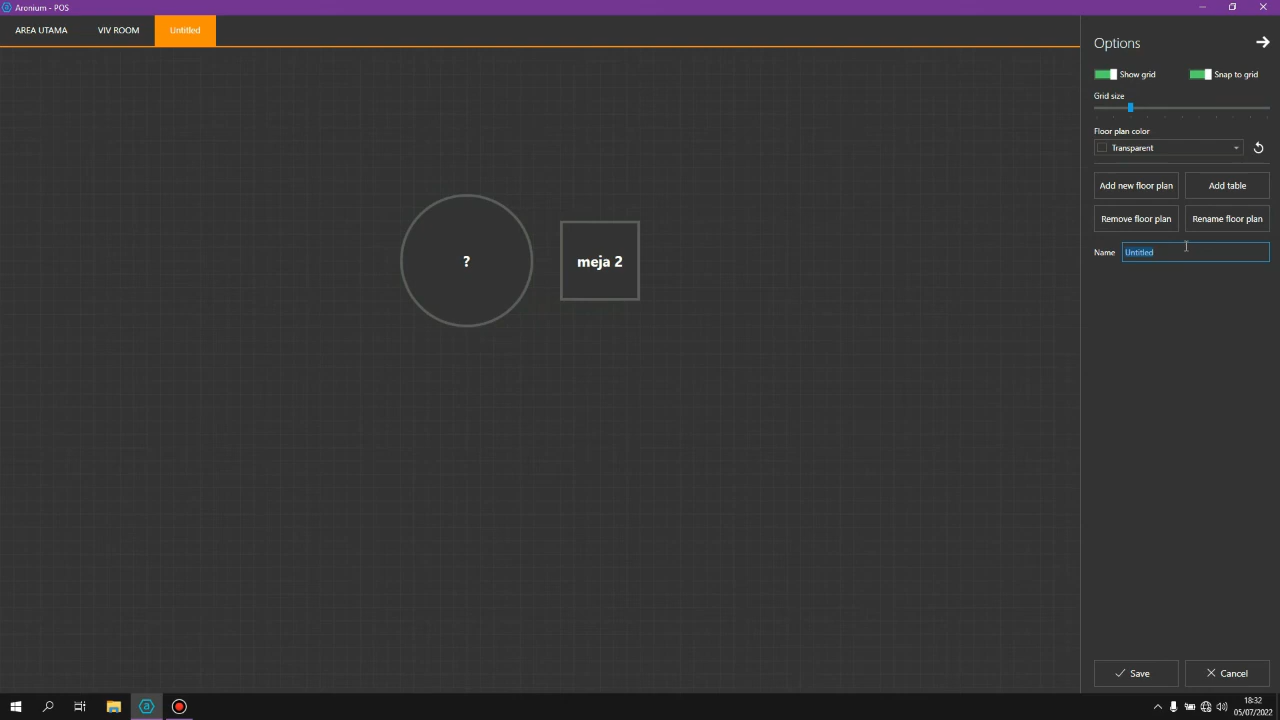 Aronium - POS
AREA UTAMA
VIV ROOM
Untitled
?
meja 2
Options
Show grid
Snap to grid
Grid size
Floor plan color
Transparent
Add new floor plan
Add table
Remove floor plan
Rename floor plan
Name
Untitled
Save
Cancel
18:32
05/07/2022